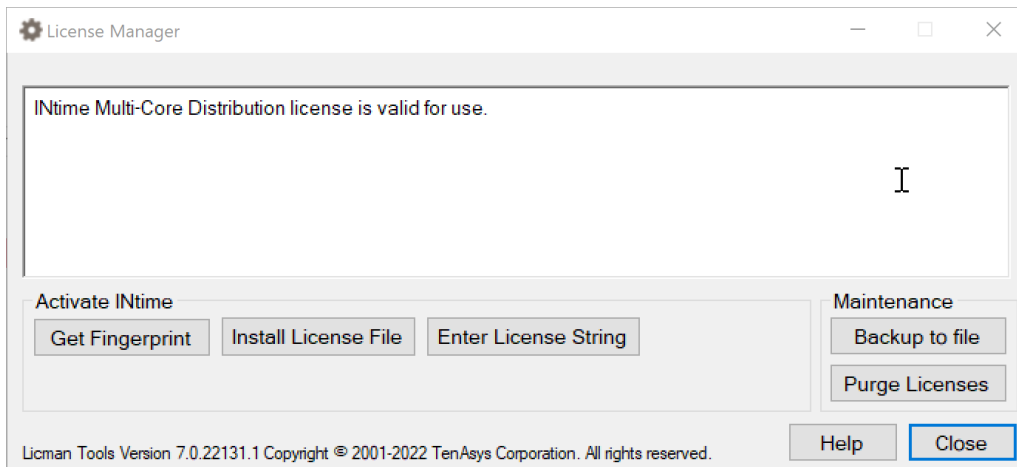 License Manager
INtime Multi-Core Distribution license is valid for use.
Activate INtime
Get Fingerprint
Install License File
Enter License String
Maintenance
Backup to file
Purge Licenses
Help
Close
Licman Tools Version 7.0.22131.1 Copyright © 2001-2022 TenAsys Corporation. All rights reserved.